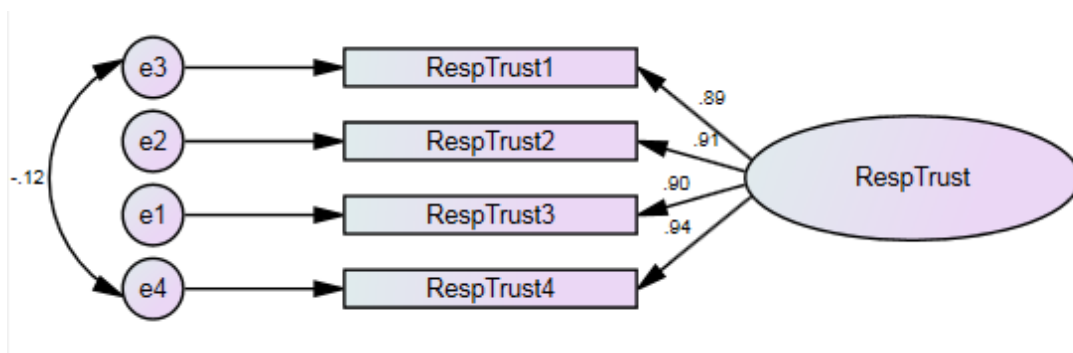 e3
RespTrust1
.89
e2
RespTrust2
.91
-.12
RespTrust
e1
RespTrust3
.90
e4
RespTrust4
.94